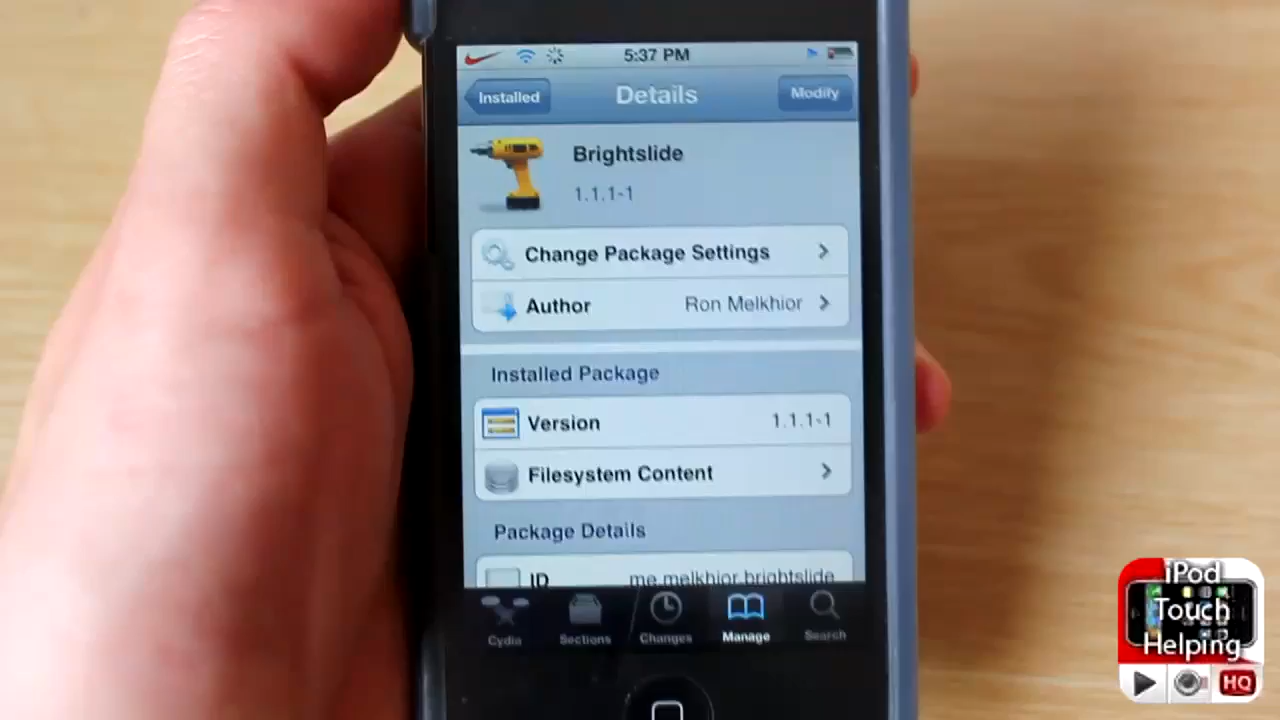 5:37 PM
Installed
Details
Modify
Brightslide
1.1.1-1
Change Package Settings
Author Ron Melkhior
Installed Package
Version 1.1.1-1
Filesystem Content
Package Details
ID me.melkhior.brightslide
Cydia Sections Changes Manage Search
iPod
Touch
Helping
HQ